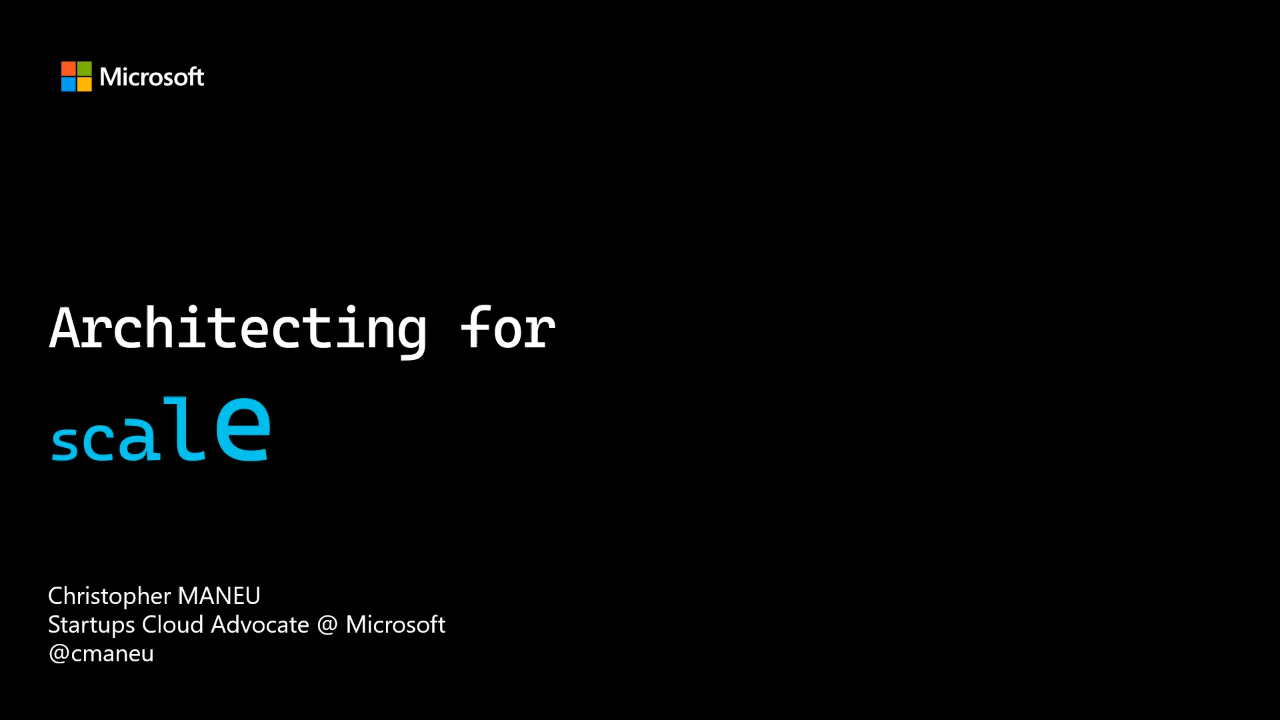 Microsoft
Architecting for
scale
Christopher MANEU
Startups Cloud Advocate @ Microsoft
@cmaneu